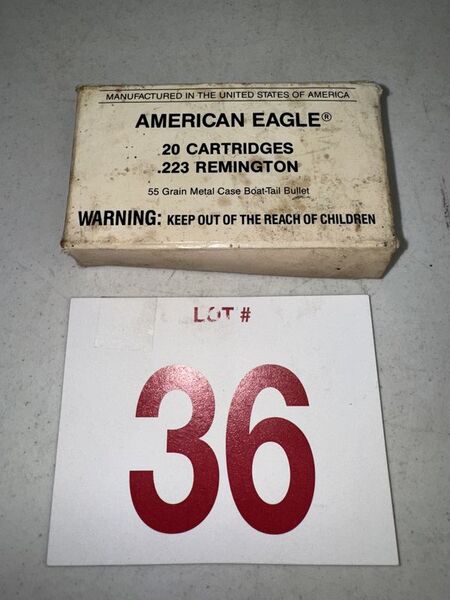 MANUFACTURED IN THE UNITED STATES OF AMERICA
AMERICAN EAGLE®
20 CARTRIDGES
.223 REMINGTON
55 Grain Metal Case Boat-Tail Bullet
WARNING: KEEP OUT OF THE REACH OF CHILDREN
LOT #
36